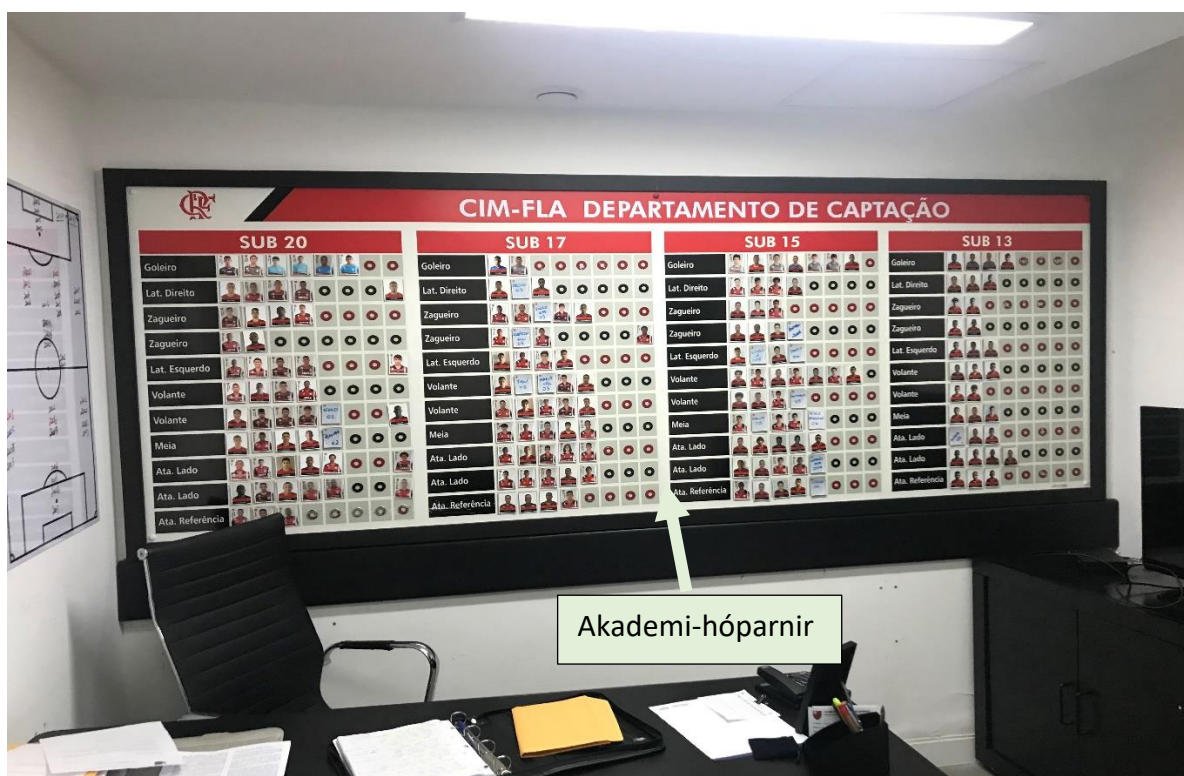 CIM-FLA DEPARTAMENTO DE CAPTAÇÃO
SUB 20
Goleiro
Lat. Direito
Zagueiro
Zagueiro
Lat. Esquerdo
Volante
Volante
Meia
Ata. Lado
Ata. Lado
Ata. Referência
SUB 17
Goleiro
Lat. Direito
Zagueiro
Zagueiro
Lat. Esquerdo
Volante
Volante
Meia
Ata. Lado
Ata. Lado
Ata. Referência
SUB 15
Goleiro
Lat. Direito
Zagueiro
Zagueiro
Lat. Esquerdo
Volante
Volante
Meia
Ata. Lado
Ata. Lado
Ata. Referência
SUB 13
Goleiro
Lat. Direito
Zagueiro
Zagueiro
Lat. Esquerdo
Volante
Volante
Meia
Ata. Lado
Ata. Lado
Ata. Referência
Akademi-hóparnir